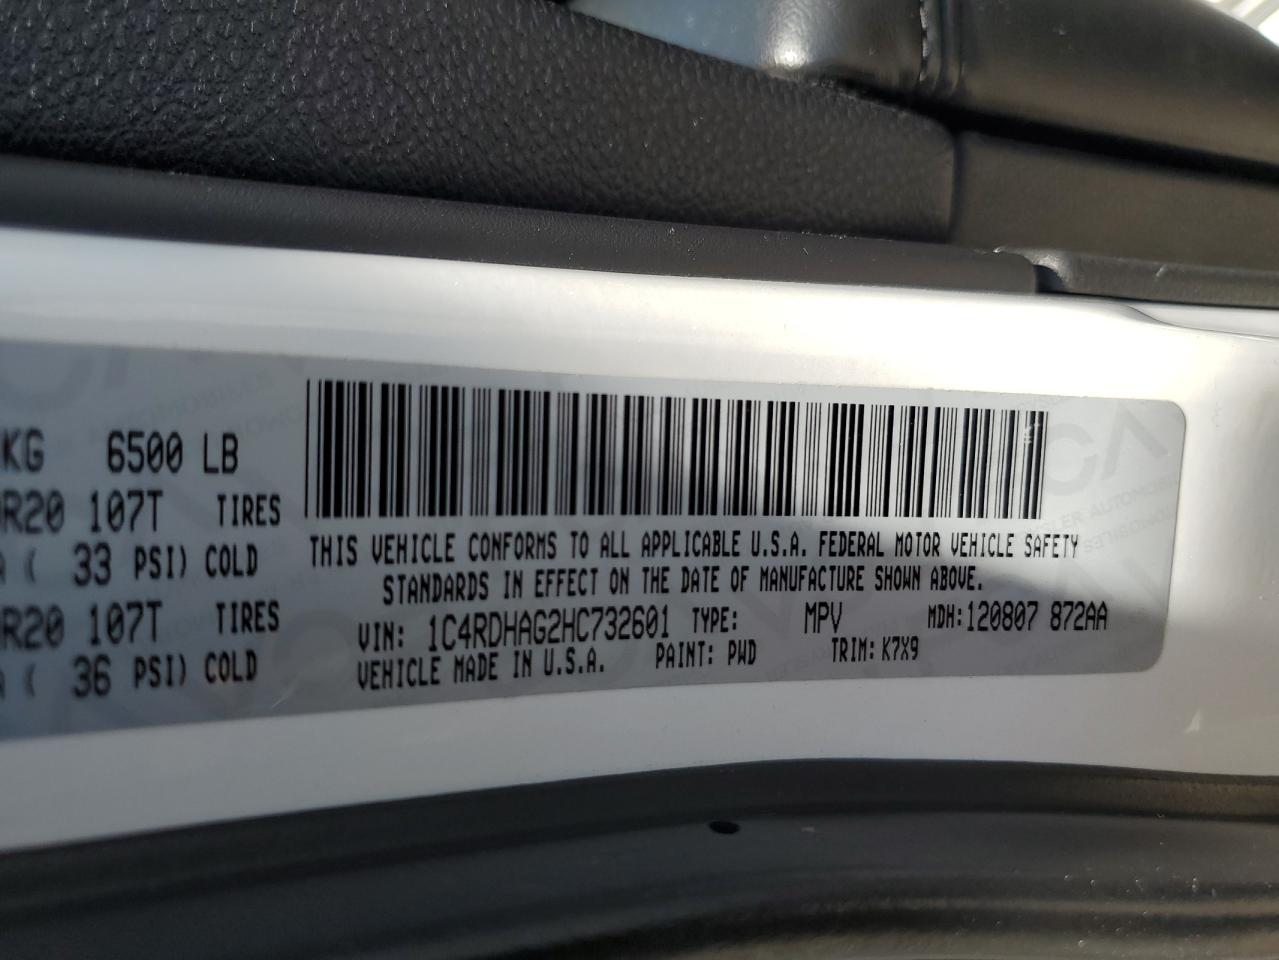 KG 6500 LB
R20 107T TIRES
( 33 PSI) COLD
R20 107T TIRES
( 36 PSI) COLD
THIS VEHICLE CONFORMS TO ALL APPLICABLE U.S.A. FEDERAL MOTOR VEHICLE SAFETY
STANDARDS IN EFFECT ON THE DATE OF MANUFACTURE SHOWN ABOVE.
VIN: 1C4RDHAG2HC732601 TYPE: MPV MDH: 120807 872AA
VEHICLE MADE IN U.S.A. PAINT: PWD TRIM: K7X9